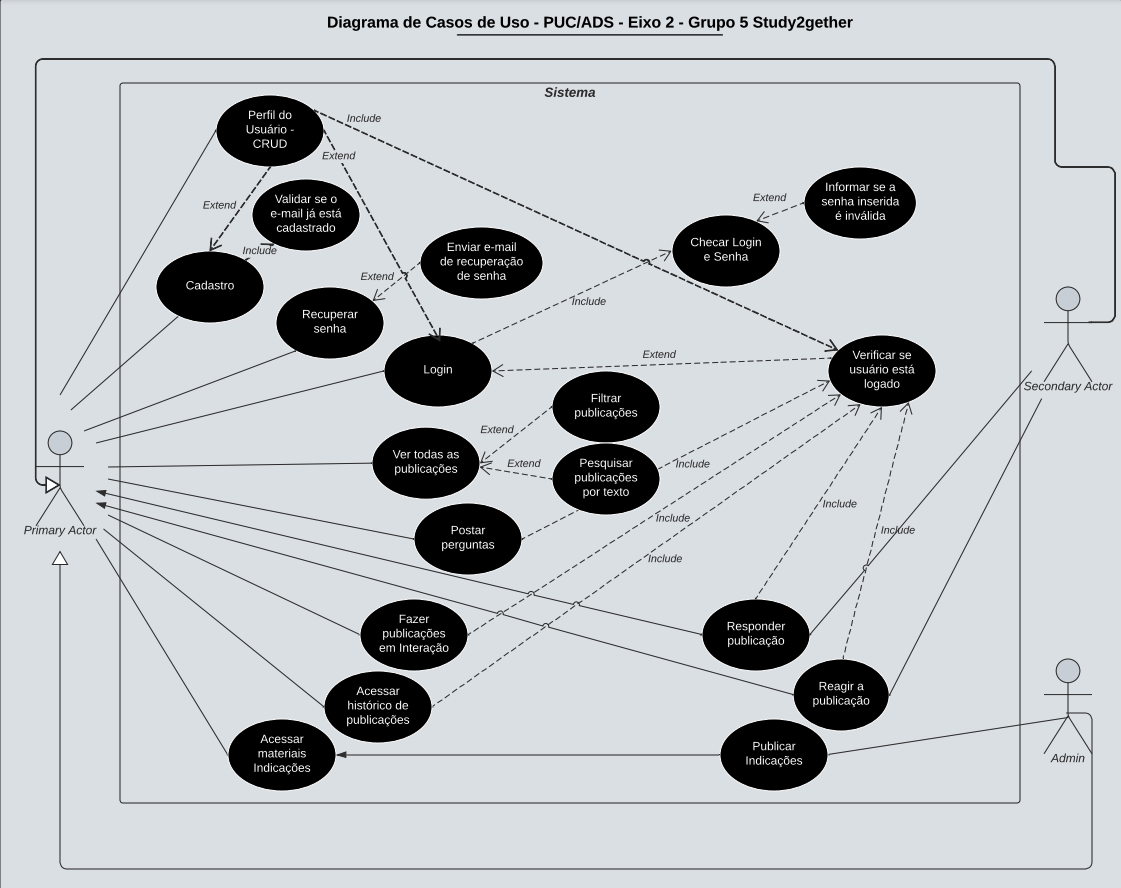 Diagrama de Casos de Uso - PUC/ADS - Eixo 2 - Grupo 5 Study2gether
Sistema
Perfil do
Usuário -
CRUD
Include
Extend
Extend
Validar se o
e-mail já está
cadastrado
Include
Cadastro
Informar se a
senha inserida
é inválida
Extend
Checar Login
e Senha
Enviar e-mail
de recuperação
de senha
Extend
Recuperar
senha
Include
Login
Extend
Verificar se
usuário está
logado
Secondary Actor
Filtrar
publicações
Extend
Ver todas as
publicações
Extend
Pesquisar
publicações
por texto
Include
Postar
perguntas
Include
Include
Include
Include
Primary Actor
Fazer
publicações
em Interação
Responder
publicação
Acessar
histórico de
publicações
Reagir a
publicação
Acessar
materiais
Indicações
Publicar
Indicações
Admin